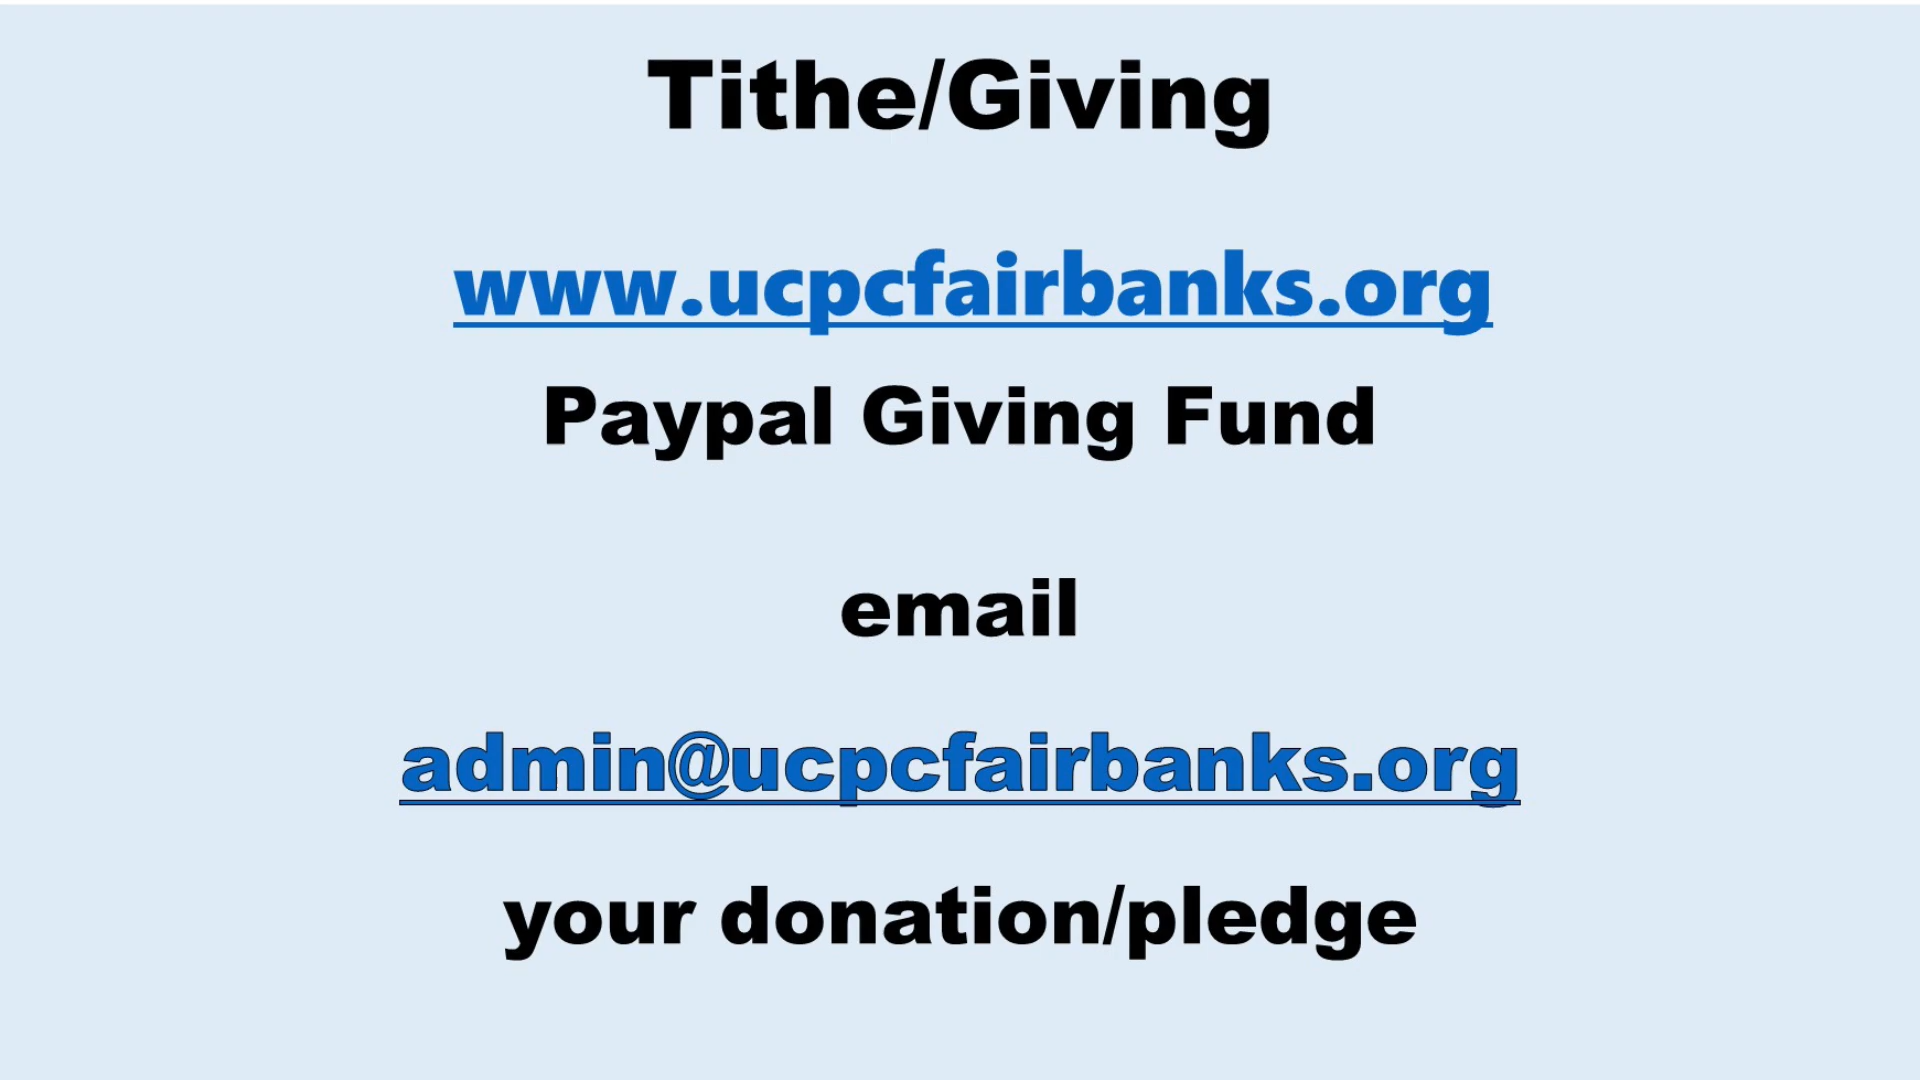 Tithe/Giving
www.ucpcfairbanks.org
Paypal Giving Fund
email
admin@ucpcfairbanks.org
your donation/pledge